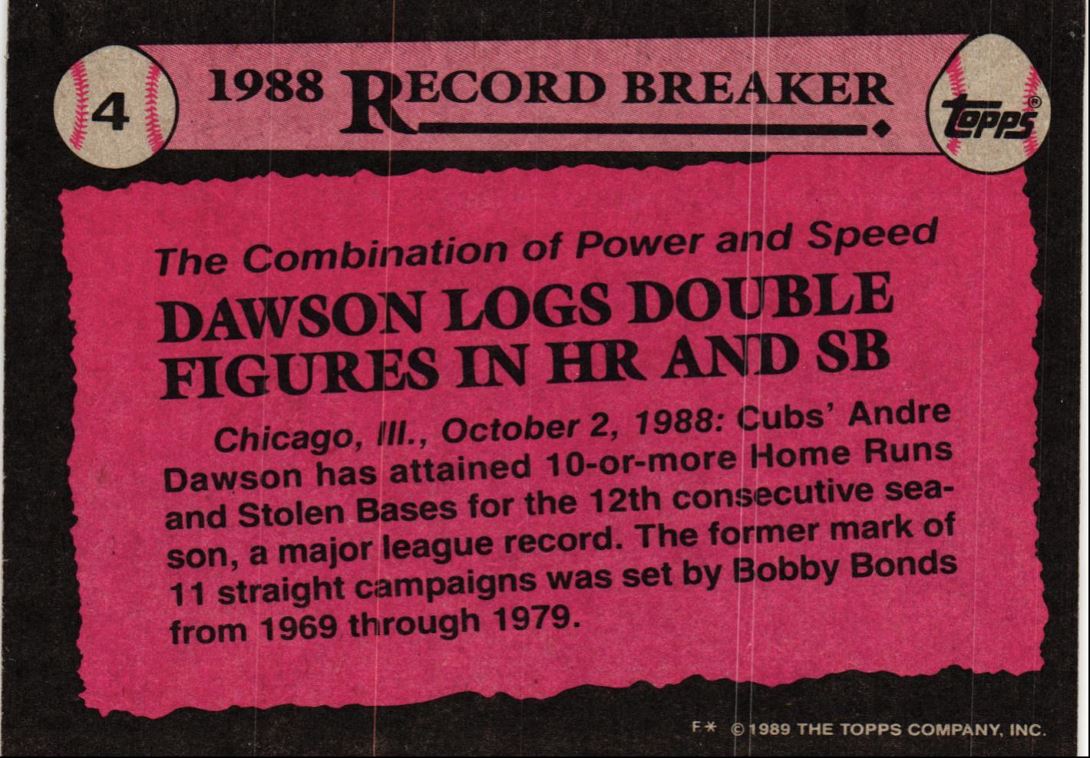 4
1988 RECORD BREAKER
Topps®
The Combination of Power and Speed
DAWSON LOGS DOUBLE
FIGURES IN HR AND SB
Chicago, Ill., October 2, 1988: Cubs’ Andre
Dawson has attained 10-or-more Home Runs
and Stolen Bases for the 12th consecutive sea-
son, a major league record. The former mark of
11 straight campaigns was set by Bobby Bonds
from 1969 through 1979.
F* ©1989 THE TOPPS COMPANY, INC.